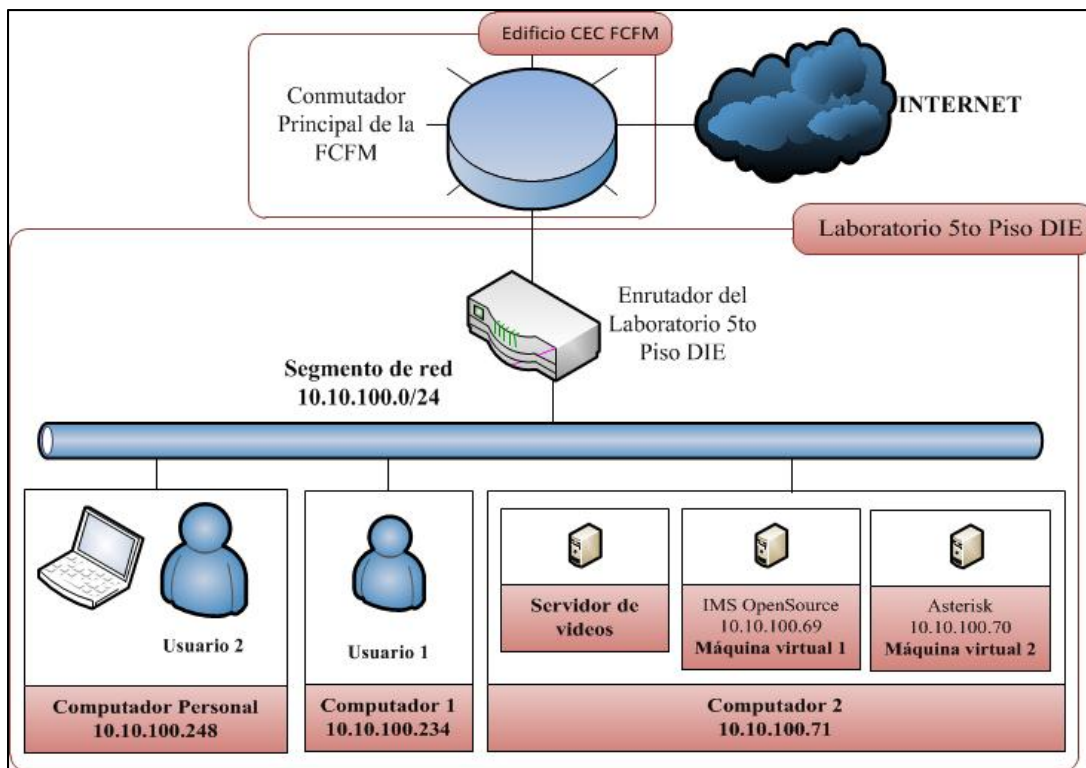 Edificio CEC FCFM
Conmutador
Principal de la
FCFM
INTERNET
Laboratorio 5to Piso DIE
Enrutador del
Laboratorio 5to
Piso DIE
Segmento de red
10.10.100.0/24
Usuario 2
Computador Personal
10.10.100.248
Usuario 1
Computador 1
10.10.100.234
Servidor de
videos
IMS OpenSource
10.10.100.69
Máquina virtual 1
Asterisk
10.10.100.70
Máquina virtual 2
Computador 2
10.10.100.71